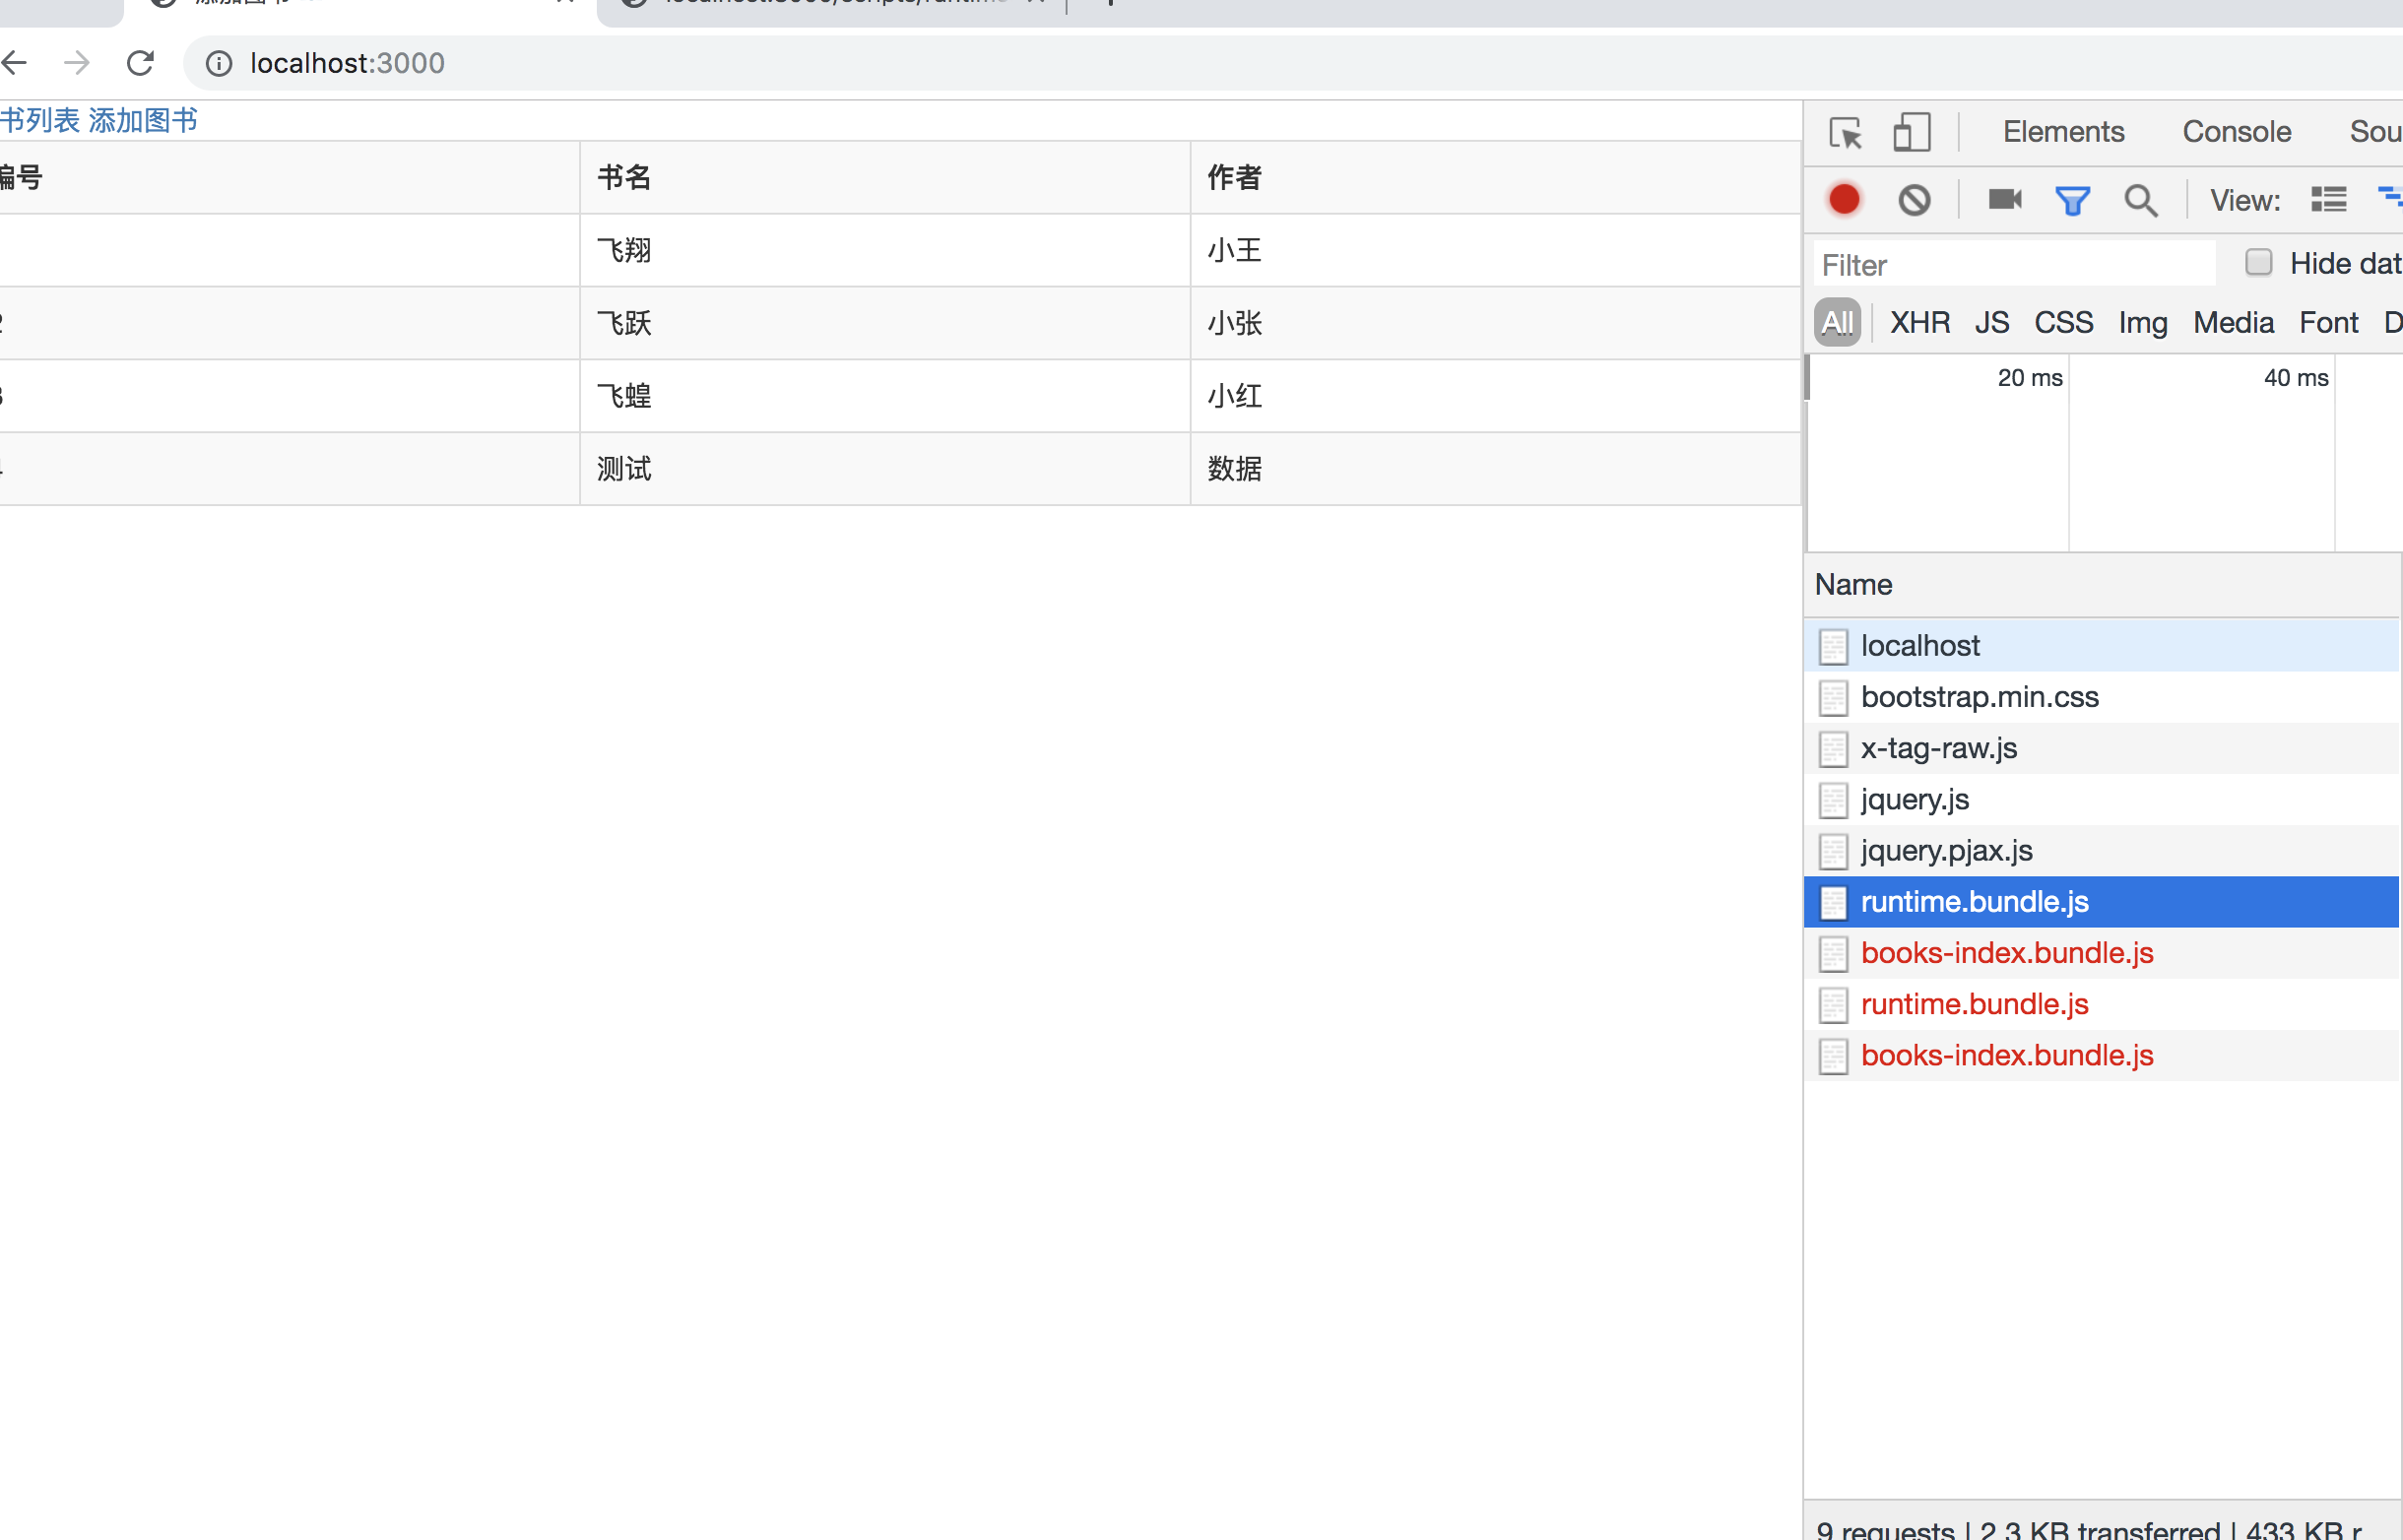 localhost:3000
书列表 添加图书
编号 书名 作者
飞翔 小王
2 飞跃 小张
3 飞蝗 小红
4 测试 数据
Elements Console Sou
View:
Filter Hide dat
All XHR JS CSS Img Media Font D
20 ms 40 ms
Name
localhost
bootstrap.min.css
x-tag-raw.js
jquery.js
jquery.pjax.js
runtime.bundle.js
books-index.bundle.js
runtime.bundle.js
books-index.bundle.js
9 requests | 2.3 KB transferred | 433 KB r